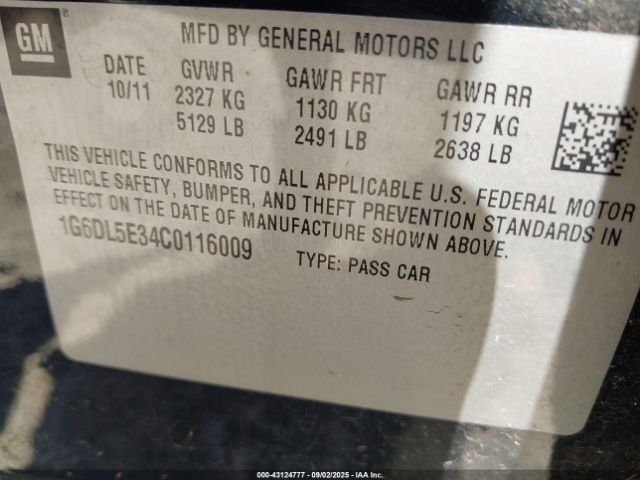 GM
MFD BY GENERAL MOTORS LLC
DATE GVWR GAWR FRT GAWR RR
10/11 2327 KG 1130 KG 1197 KG
5129 LB 2491 LB 2638 LB
THIS VEHICLE CONFORMS TO ALL APPLICABLE U.S. FEDERAL MOTOR
VEHICLE SAFETY, BUMPER, AND THEFT PREVENTION STANDARDS IN
EFFECT ON THE DATE OF MANUFACTURE SHOWN ABOVE.
1G6DL5E34C0116009 TYPE: PASS CAR
000-43124777 - 09/02/2025 - IAA Inc.